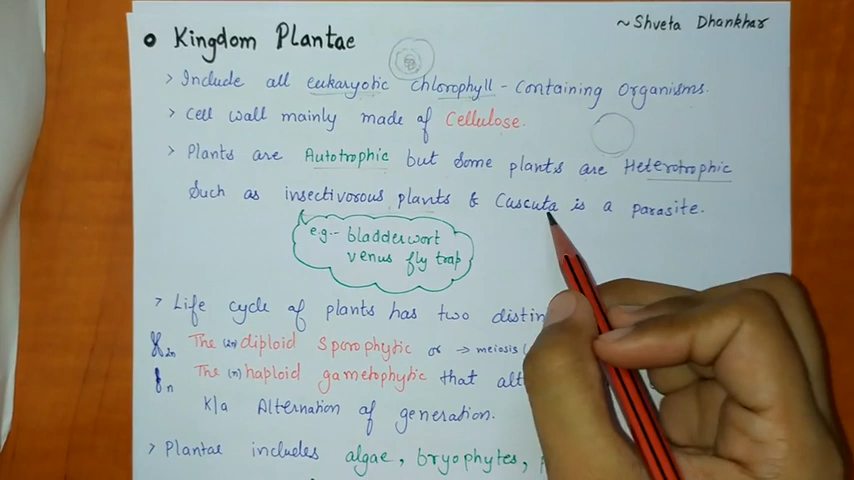 ~Shveta Dhankhar
Kingdom Plantae
> Include all eukaryotic chlorophyll - containing organisms.
> Cell wall mainly made of Cellulose.
> Plants are Autotrophic but some plants are Heterotrophic
Such as insectivorous plants & Cuscuta is a parasite.
e.g:- bladderwort
venus fly trap
> Life cycle of plants has two distin
2n The (2n) diploid Sporophytic or → meiosis
n The (n) haploid gametophytic that alt
K/a Alternation of generation.
> Plantae includes algae, bryophytes,